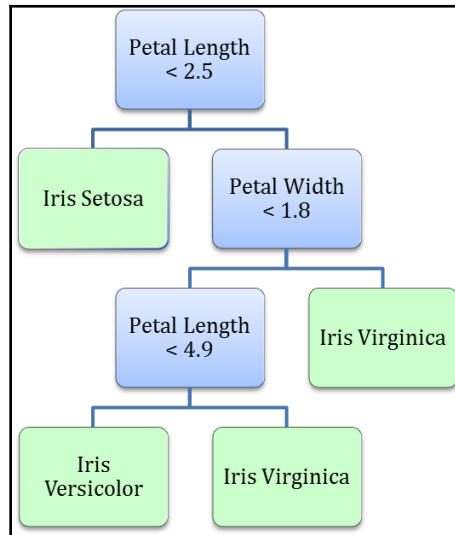 Petal Length
< 2.5
Iris Setosa
Petal Width
< 1.8
Petal Length
< 4.9
Iris Virginica
Iris
Versicolor
Iris Virginica